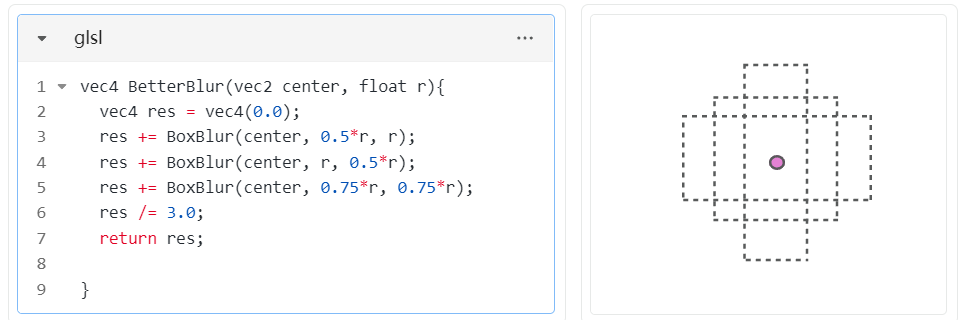 glsl
1 vec4 BetterBlur(vec2 center, float r){
2 vec4 res = vec4(0.0);
3 res += BoxBlur(center, 0.5*r, r);
4 res += BoxBlur(center, r, 0.5*r);
5 res += BoxBlur(center, 0.75*r, 0.75*r);
6 res /= 3.0;
7 return res;
8
9 }